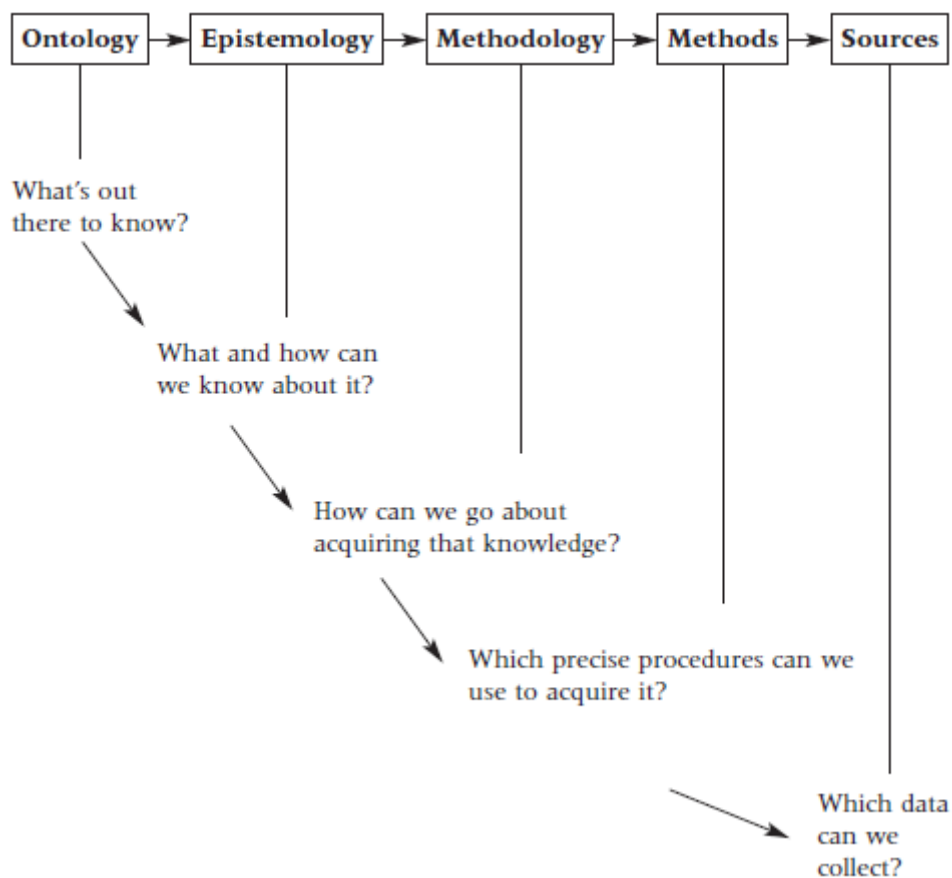 Ontology Epistemology Methodology Methods Sources
What’s out
there to know?
What and how can
we know about it?
How can we go about
acquiring that knowledge?
Which precise procedures can we
use to acquire it?
Which data
can we
collect?